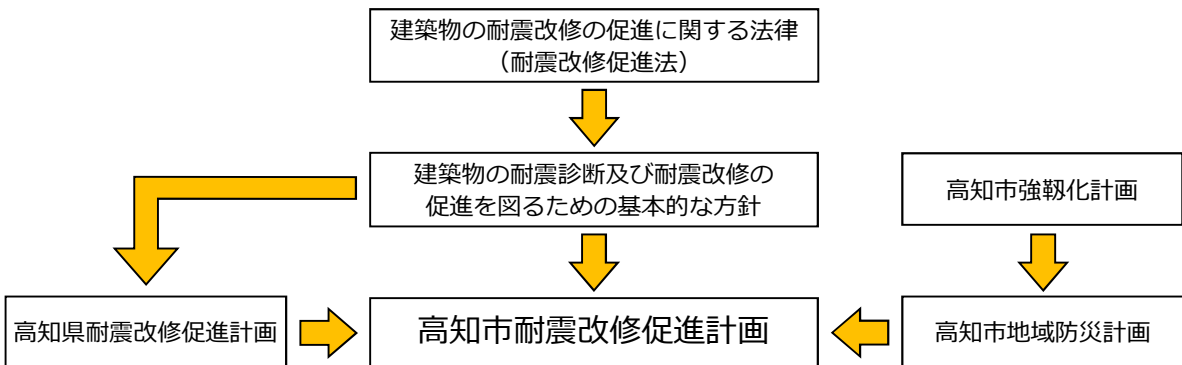 建築物の耐震改修の促進に関する法律
（耐震改修促進法）
建築物の耐震診断及び耐震改修の
促進を図るための基本的な方針
高知市強靱化計画
高知県耐震改修促進計画
高知市耐震改修促進計画
高知市地域防災計画